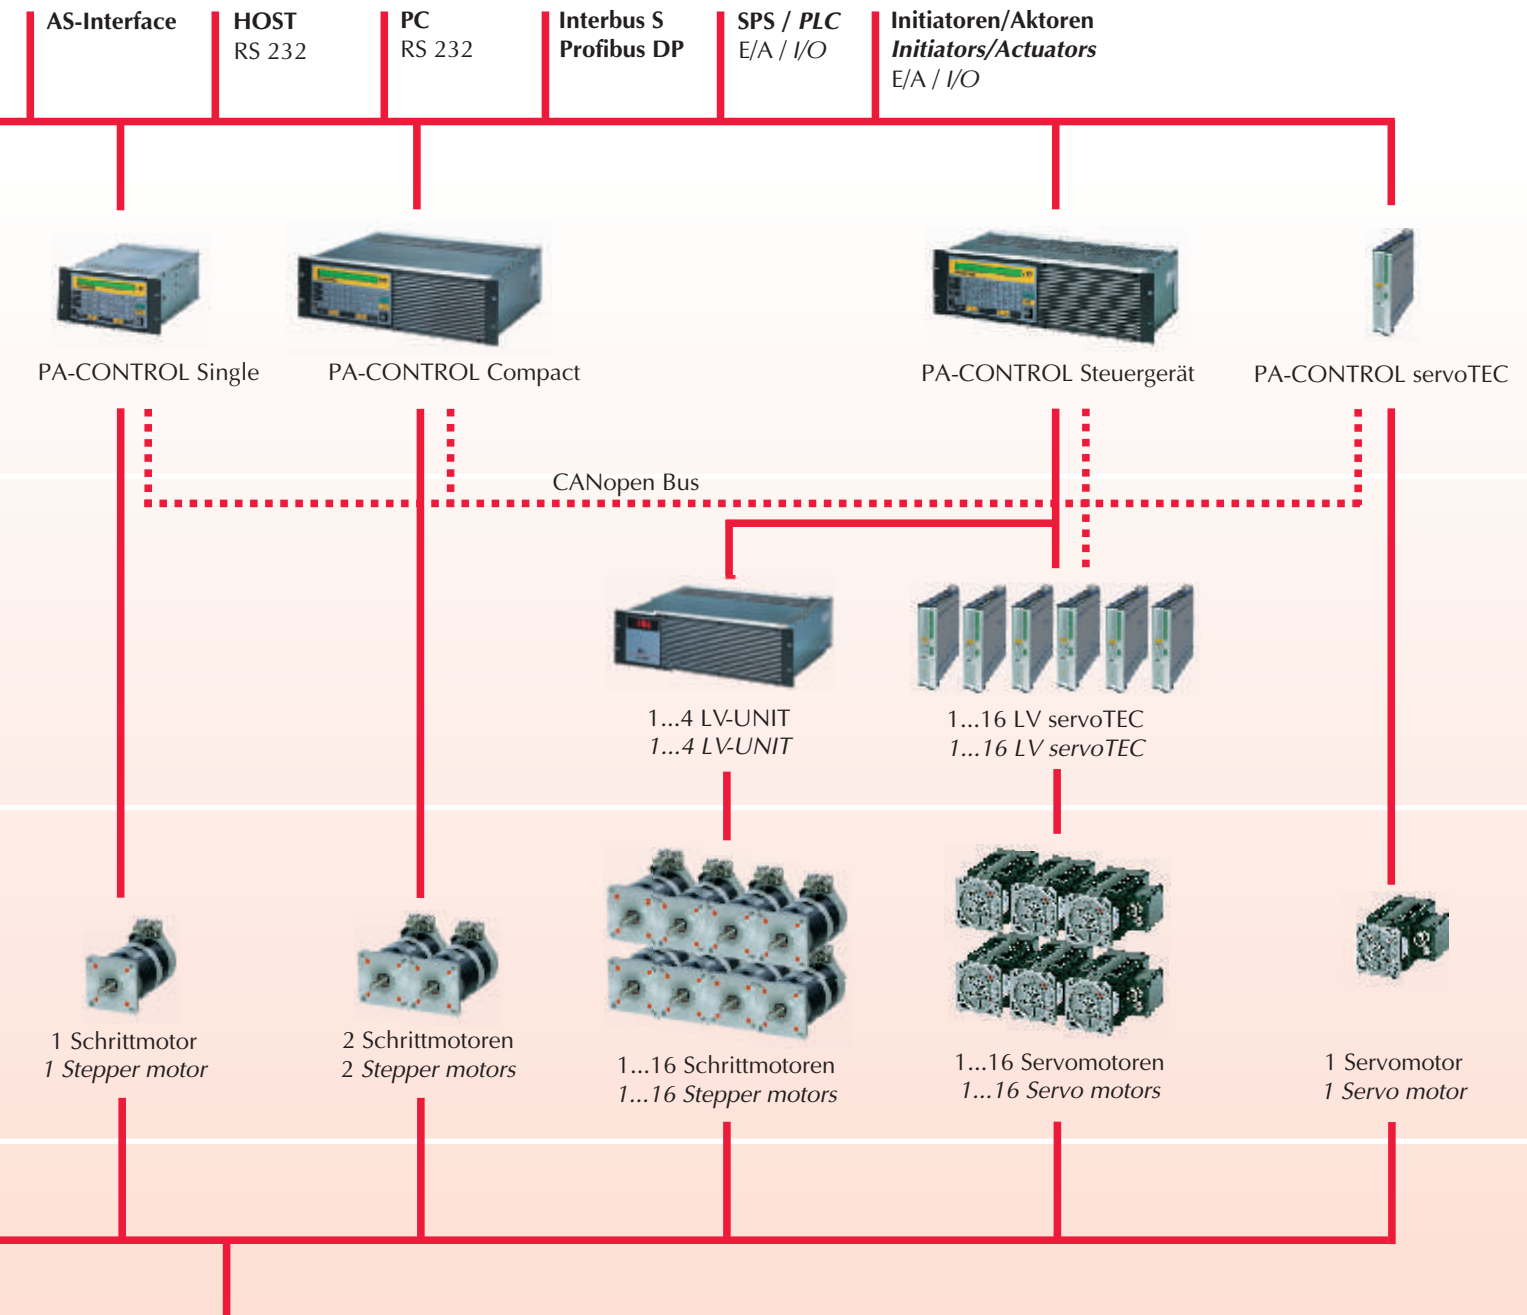 AS-Interface
HOST
RS 232
PC
RS 232
Interbus S
Profibus DP
SPS / PLC
E/A / I/O
Initiatoren/Aktoren
Initiators/Actuators
E/A / I/O
PA-CONTROL Single
PA-CONTROL Compact
PA-CONTROL Steuergerät
PA-CONTROL servoTEC
CANopen Bus
1...4 LV-UNIT
1...4 LV-UNIT
1...16 LV servoTEC
1...16 LV servoTEC
1 Schrittmotor
1 Stepper motor
2 Schrittmotoren
2 Stepper motors
1...16 Schrittmotoren
1...16 Stepper motors
1...16 Servomotoren
1...16 Servo motors
1 Servomotor
1 Servo motor